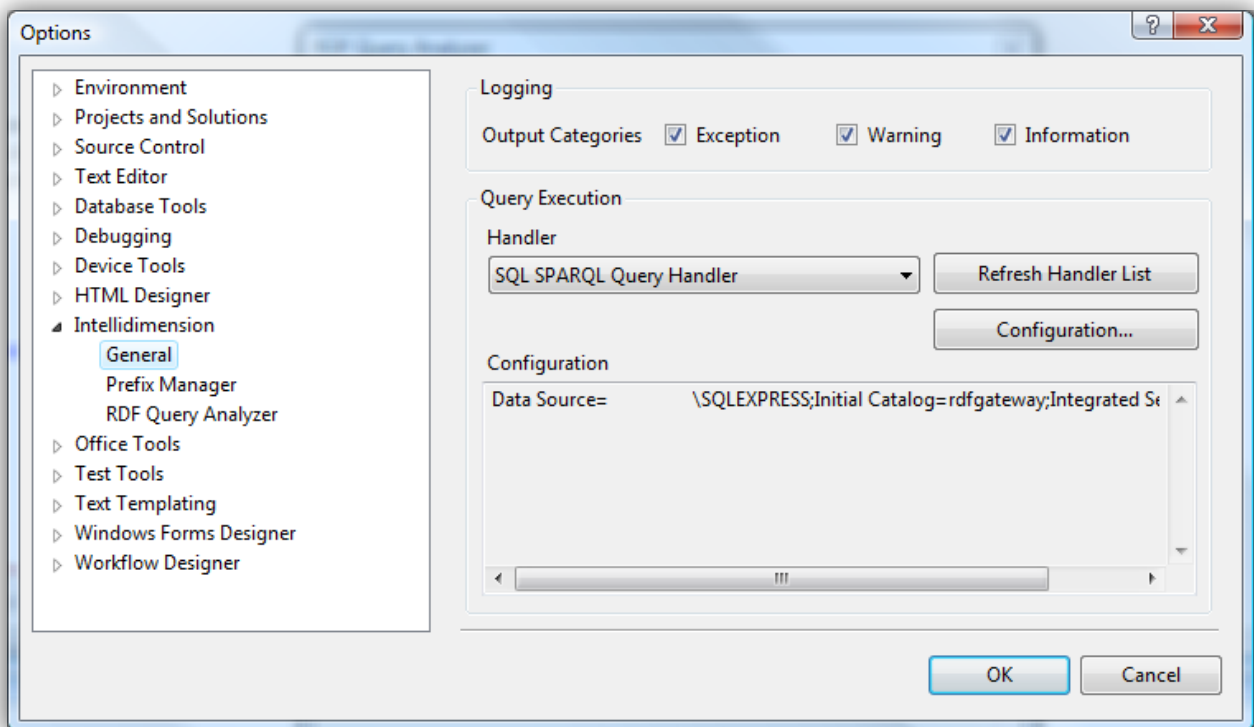 Options
Environment
Projects and Solutions
Source Control
Text Editor
Database Tools
Debugging
Device Tools
HTML Designer
Intellidimension
General
Prefix Manager
RDF Query Analyzer
Office Tools
Test Tools
Text Templating
Windows Forms Designer
Workflow Designer
Logging
Output Categories Exception Warning Information
Query Execution
Handler
SQL SPARQL Query Handler Refresh Handler List
Configuration...
Configuration
Data Source= \SQLEXPRESS;Initial Catalog=rdfgateway;Integrated Se
OK Cancel